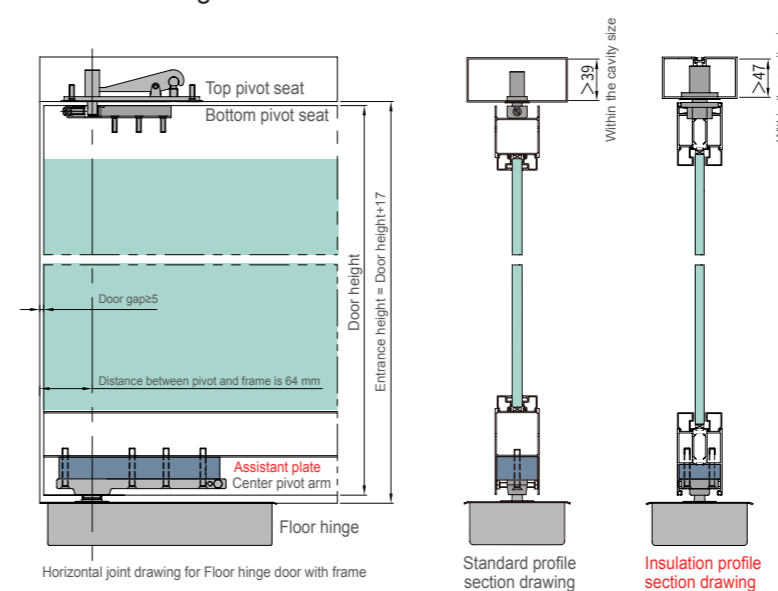 Top pivot seat
Bottom pivot seat
Door gap≥5
Distance between pivot and frame is 64 mm
Door height
Entrance height = Door height+17
Assistant plate
Center pivot arm
Floor hinge
Horizontal joint drawing for Floor hinge door with frame
>39
Within the cavity size
>47
Standard profile
section drawing
Insulation profile
section drawing